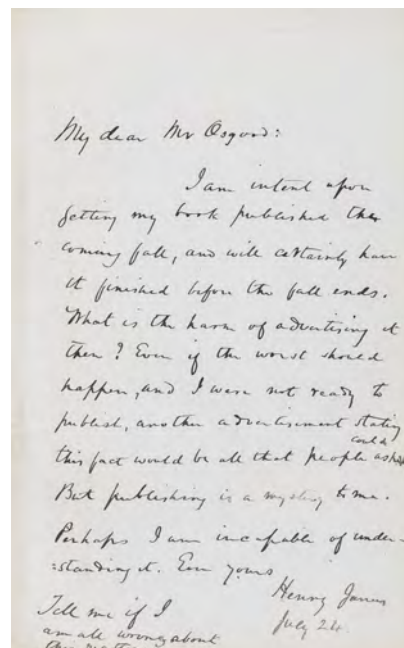 My dear Mr Osgood:
I am intent upon
getting my book published this
coming fall, and will certainly have
it finished before the fall ends.
What is the harm of advertising it
then? Even if the worst should
happen, and I were not ready to
publish, another advertisement stating
this fact would be all that people could ask.
But publishing is a mystery to me.
Perhaps I am incapable of under-
:standing it. Ever yours
Henry James
July 24.
Tell me if I
am all wrong about
this